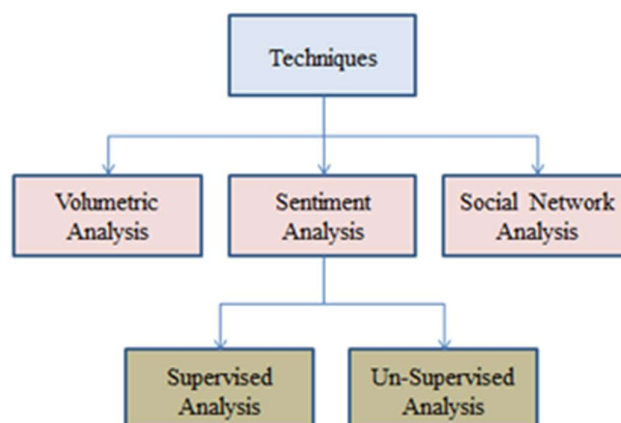 Techniques
Volumetric
Analysis
Sentiment
Analysis
Social Network
Analysis
Supervised
Analysis
Un-Supervised
Analysis